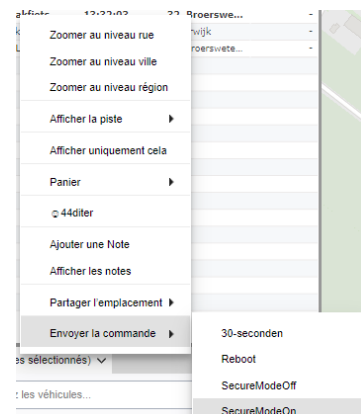 akfiets 13:32:03 32, Broerswe... -
rwijk -
roerswete... -
Zoomer au niveau rue
Zoomer au niveau ville
Zoomer au niveau région
Afficher la piste
Afficher uniquement cela
Panier
44diter
Ajouter une Note
Afficher les notes
Partager l'emplacement
Envoyer la commande
30-seconden
Reboot
SecureModeOff
SecureModeOn
es sélectionnés)
z les véhicules...